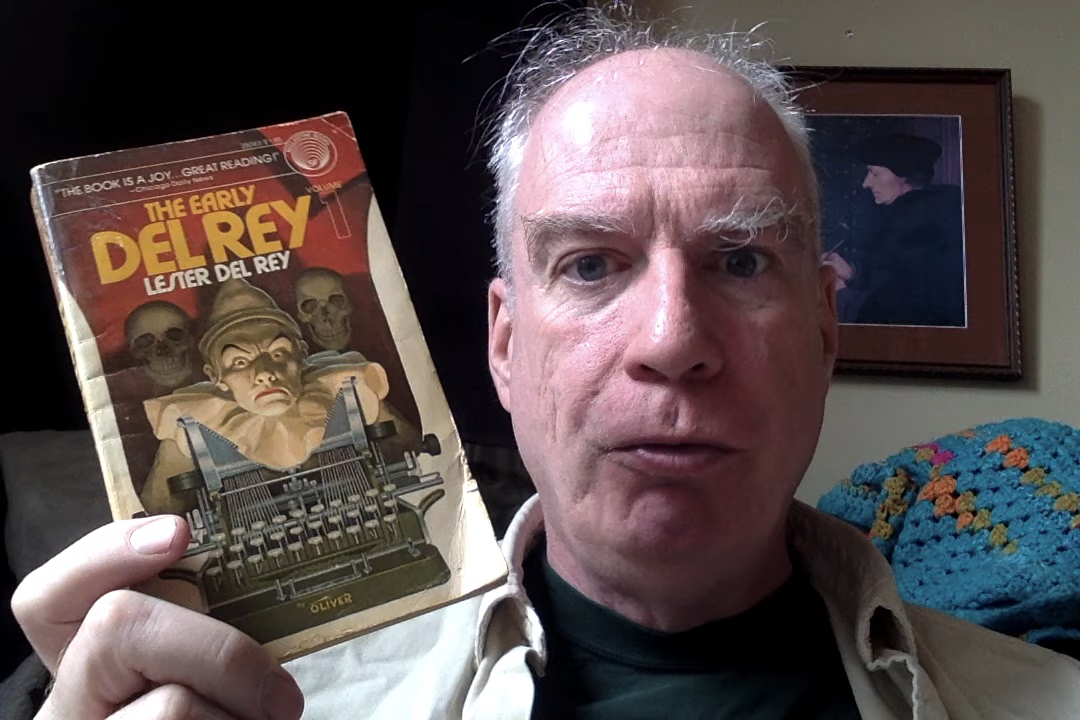 "THE BOOK IS A JOY...GREAT READING!"
–Chicago Daily News
THE EARLY
DEL REY
VOLUME
1
LESTER DEL REY
OLIVER